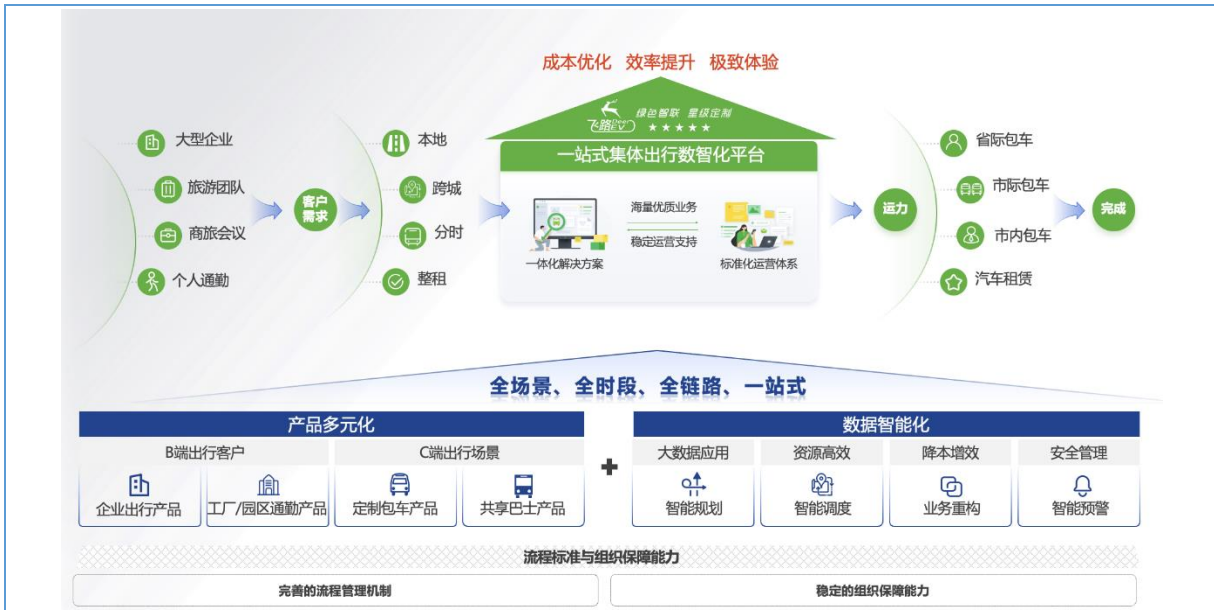 成本优化 效率提升 极致体验
飞路Deer EV
绿色智联 星级定制
一站式集体出行数智化平台
大型企业
旅游团队
商旅会议
个人通勤
客户
需求
本地
跨城
分时
整租
海量优质业务
稳定运营支持
一体化解决方案
标准化运营体系
运力
省际包车
市际包车
市内包车
汽车租赁
完成
全场景、全时段、全链路、一站式
产品多元化
B端出行客户
C端出行场景
企业出行产品
工厂/园区通勤产品
定制包车产品
共享巴士产品
数据智能化
大数据应用
资源高效
降本增效
安全管理
智能规划
智能调度
业务重构
智能预警
流程标准与组织保障能力
完善的流程管理机制
稳定的组织保障能力